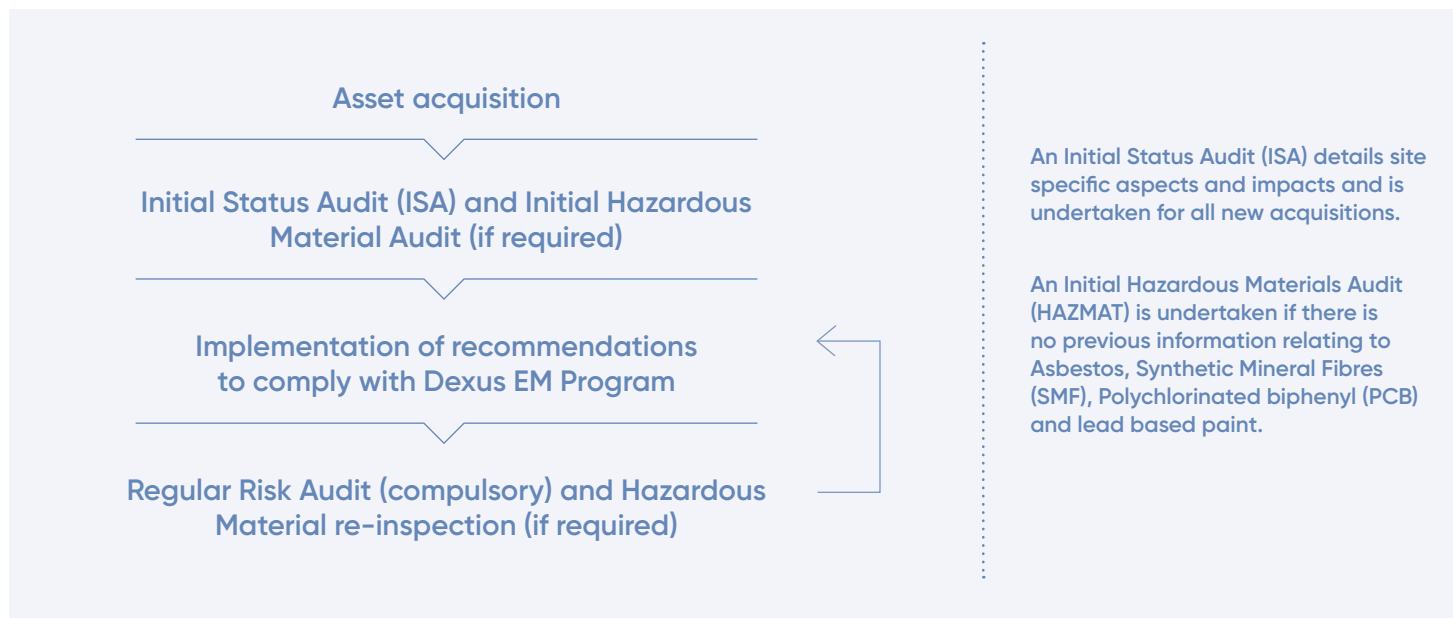 Asset acquisition
Initial Status Audit (ISA) and Initial Hazardous
Material Audit (if required)
Implementation of recommendations
to comply with Dexus EM Program
Regular Risk Audit (compulsory) and Hazardous
Material re-inspection (if required)
An Initial Status Audit (ISA) details site
specific aspects and impacts and is
undertaken for all new acquisitions.
An Initial Hazardous Materials Audit
(HAZMAT) is undertaken if there is
no previous information relating to
Asbestos, Synthetic Mineral Fibres
(SMF), Polychlorinated biphenyl (PCB)
and lead based paint.